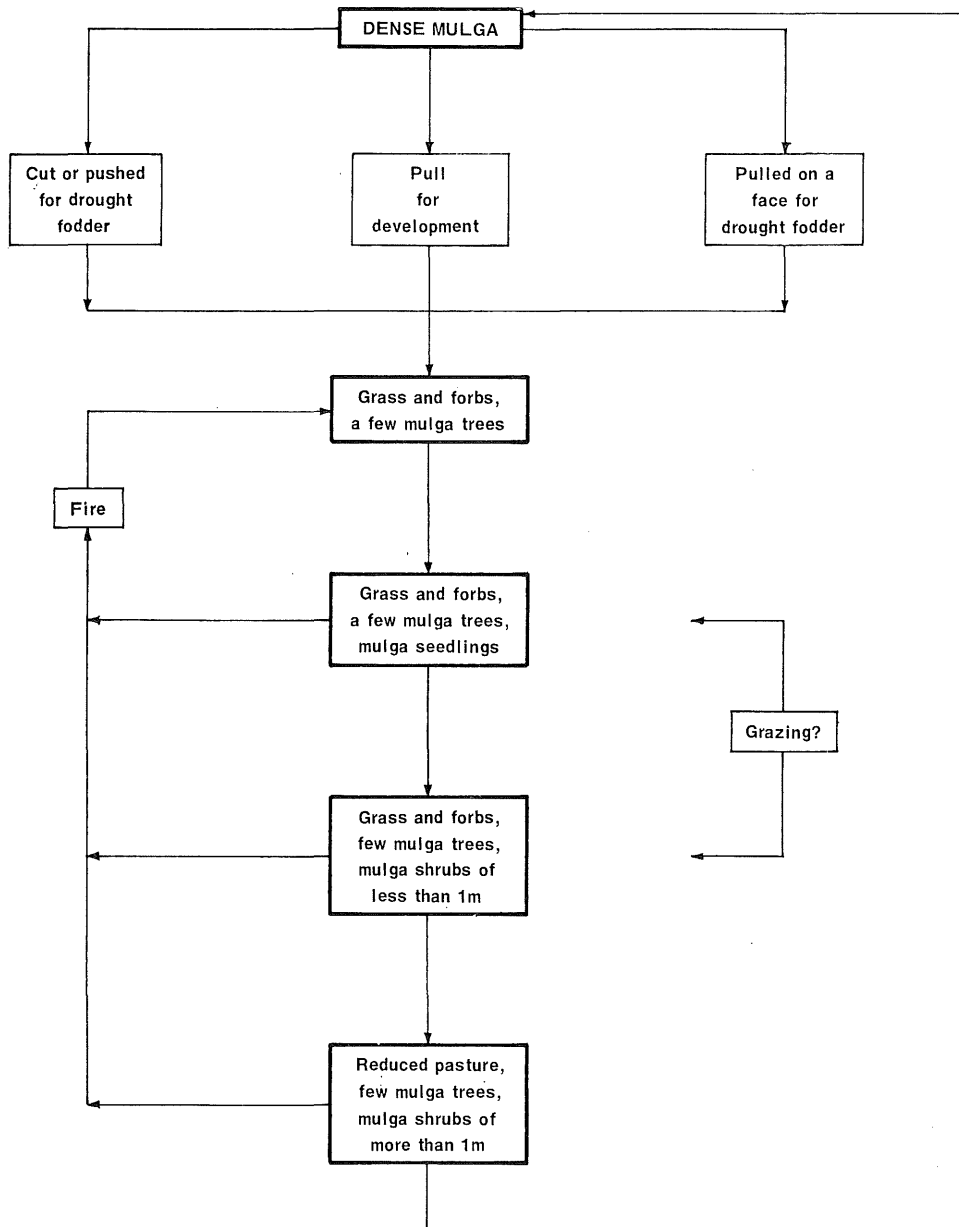 DENSE MULGA
Cut or pushed
for drought
fodder
Pull
for
development
Pulled on a
face for
drought fodder
Grass and forbs,
a few mulga trees
Fire
Grass and forbs,
a few mulga trees,
mulga seedlings
Grazing?
Grass and forbs,
few mulga trees,
mulga shrubs of
less than 1m
Reduced pasture,
few mulga trees,
mulga shrubs of
more than 1m